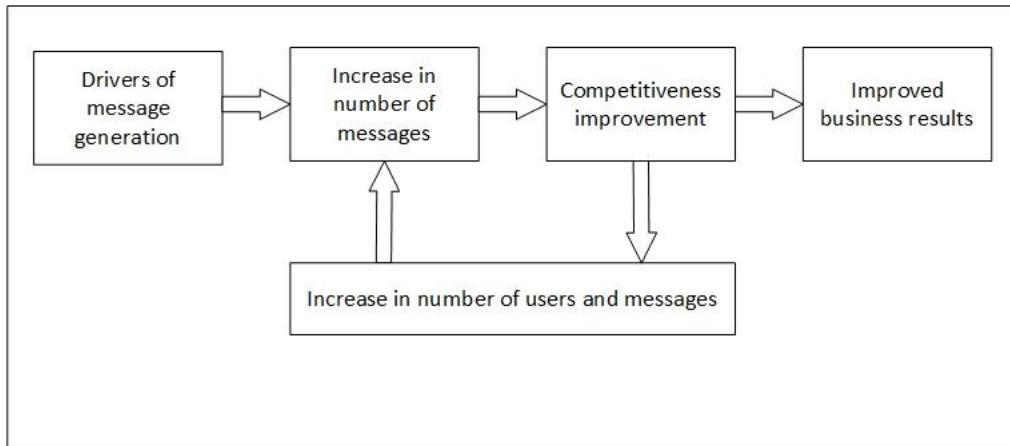 Drivers of
message
generation
Increase in
number of
messages
Competitiveness
improvement
Improved
business results
Increase in number of users and messages